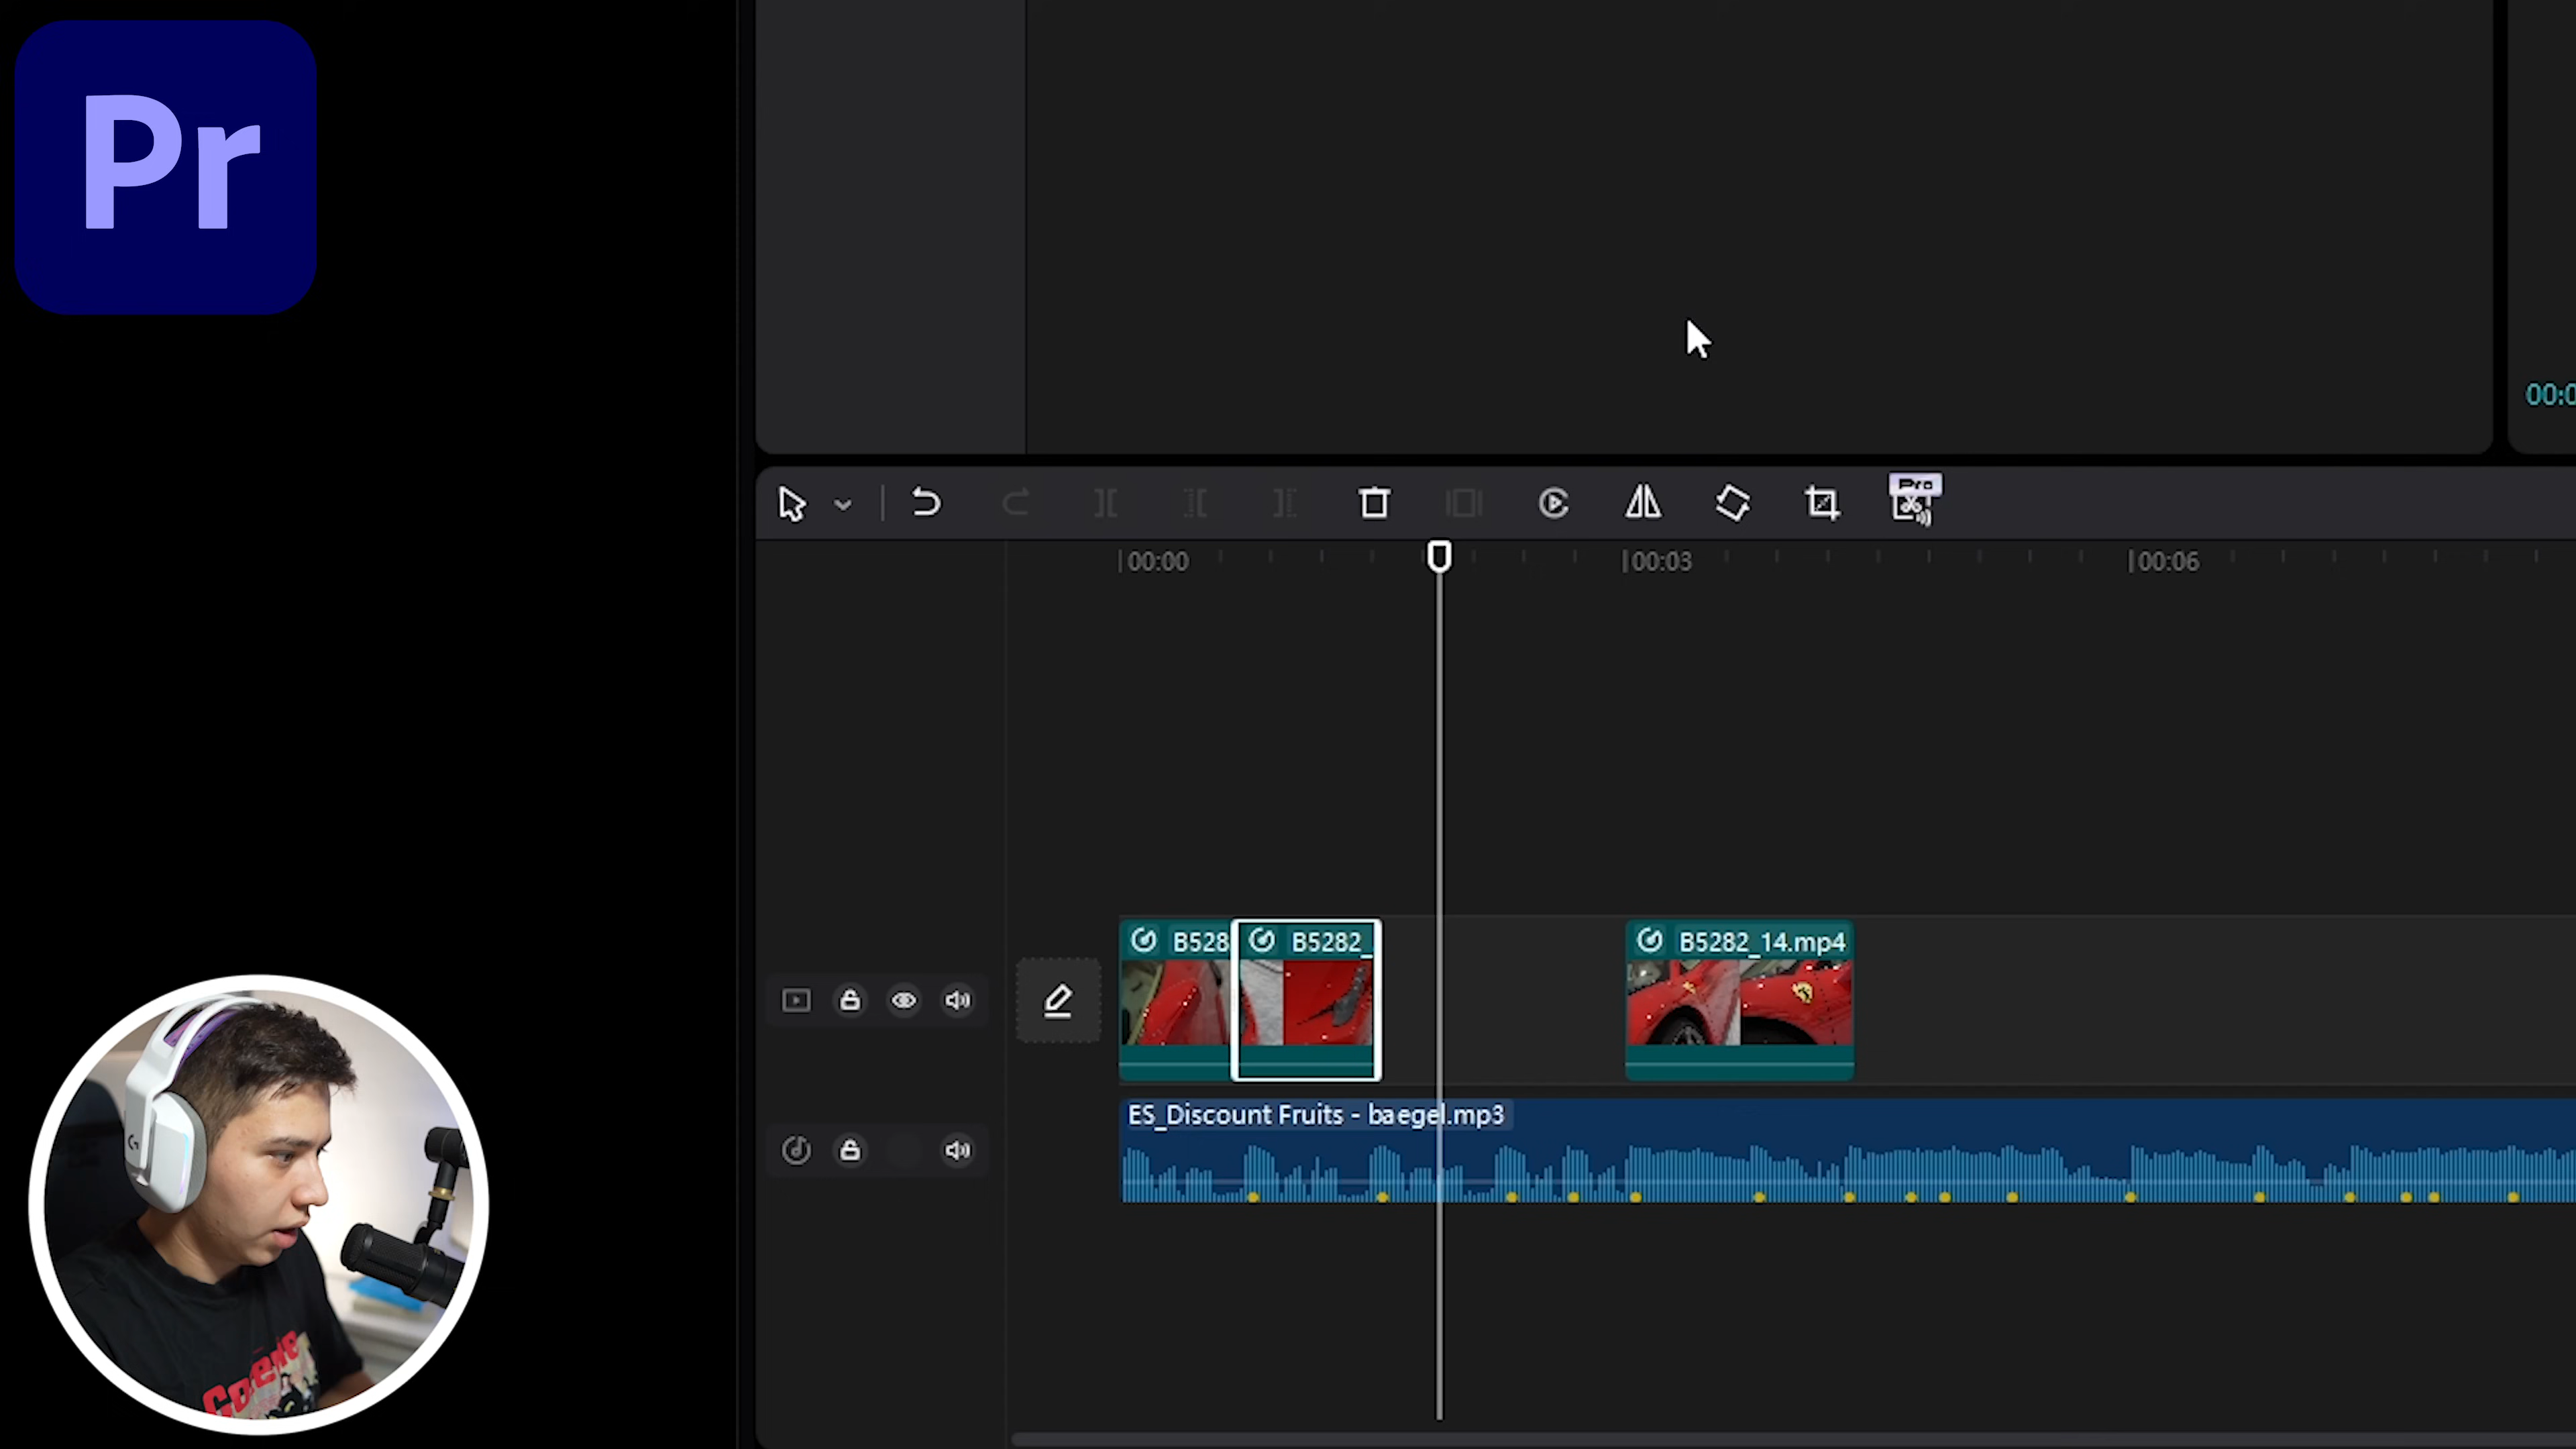 Pr
00:0
Pro
00:00
00:03
00:06
B528
B5282_
B5282_14.mp4
ES_Discount Fruits - baegel.mp3